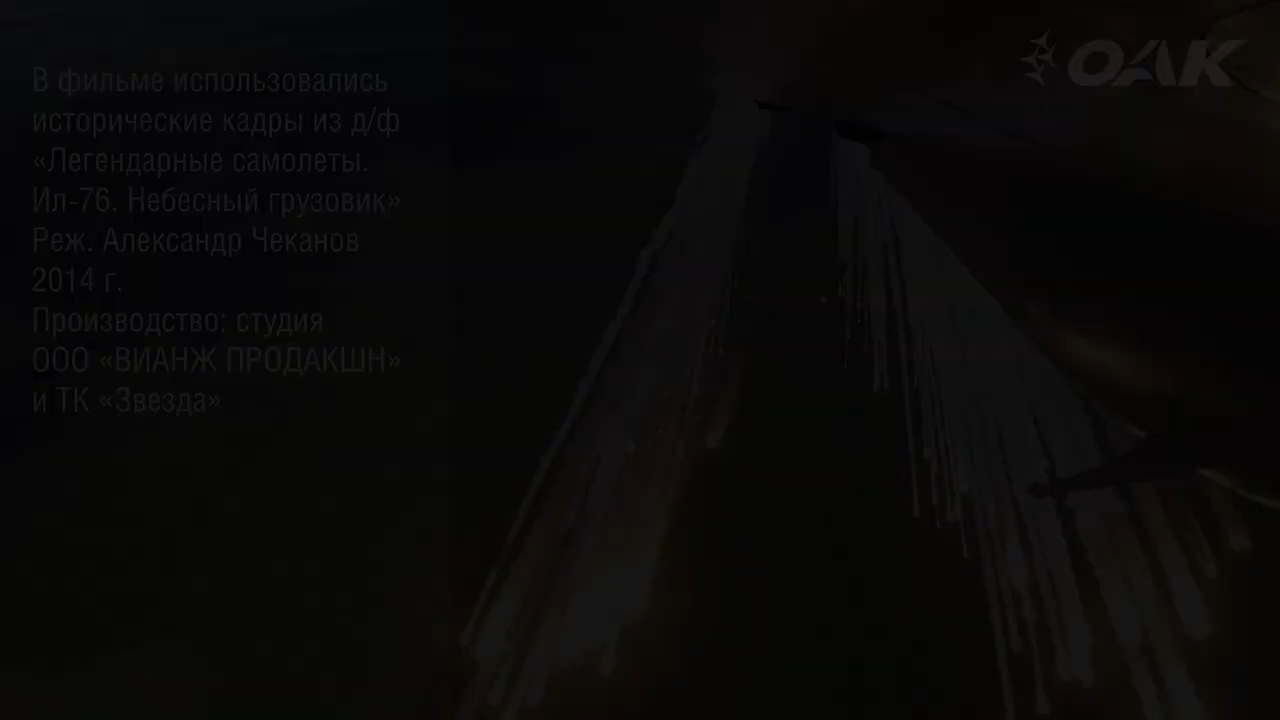 В фильме использовались
исторические кадры из д/ф
«Легендарные самолеты.
Ил-76. Небесный грузовик»
Реж. Александр Чеканов
2014 г.
Производство: студия
ООО «ВИАНЖ ПРОДАКШН»
и ТК «Звезда»
ОАК